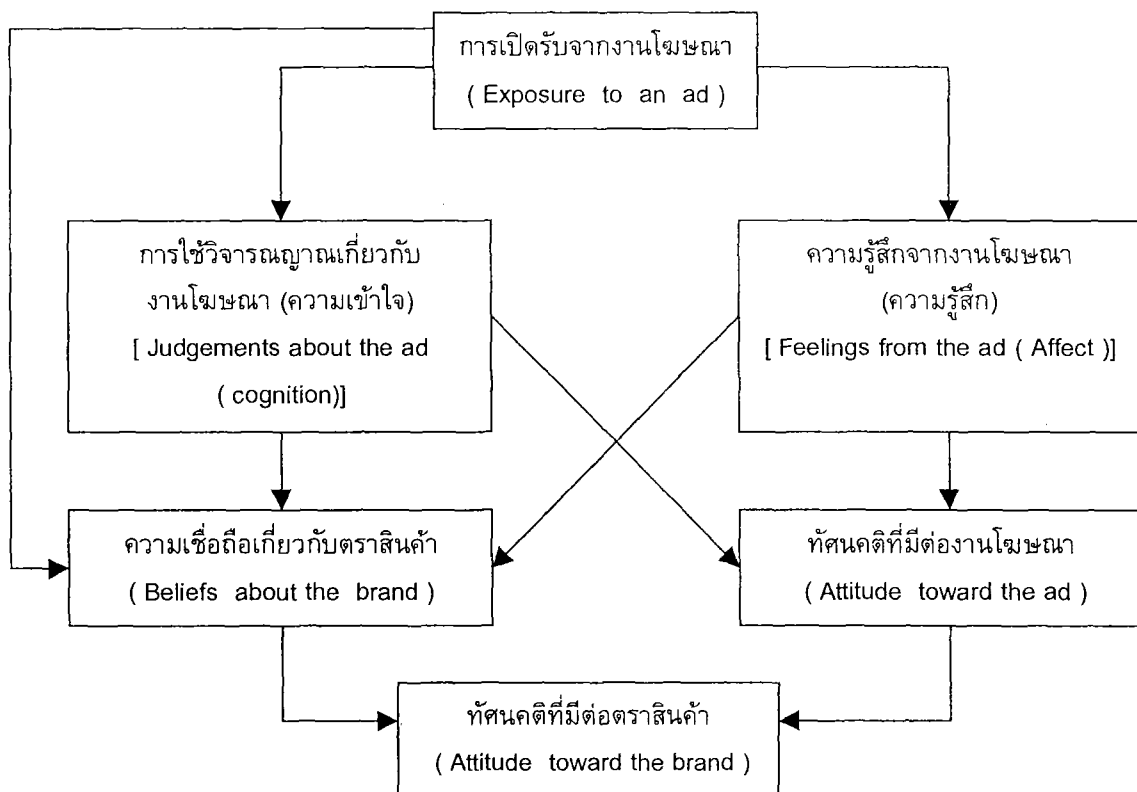 การเปิดรับจากงานโฆษณา
( Exposure to an ad )
การใช้วิจารณญาณเกี่ยวกับ
งานโฆษณา (ความเข้าใจ)
[ Judgements about the ad
( cognition)]
ความรู้สึกจากงานโฆษณา
(ความรู้สึก)
[ Feelings from the ad ( Affect )]
ความเชื่อถือเกี่ยวกับตราสินค้า
( Beliefs about the brand )
ทัศนคติที่มีต่องานโฆษณา
( Attitude toward the ad )
ทัศนคติที่มีต่อตราสินค้า
( Attitude toward the brand )